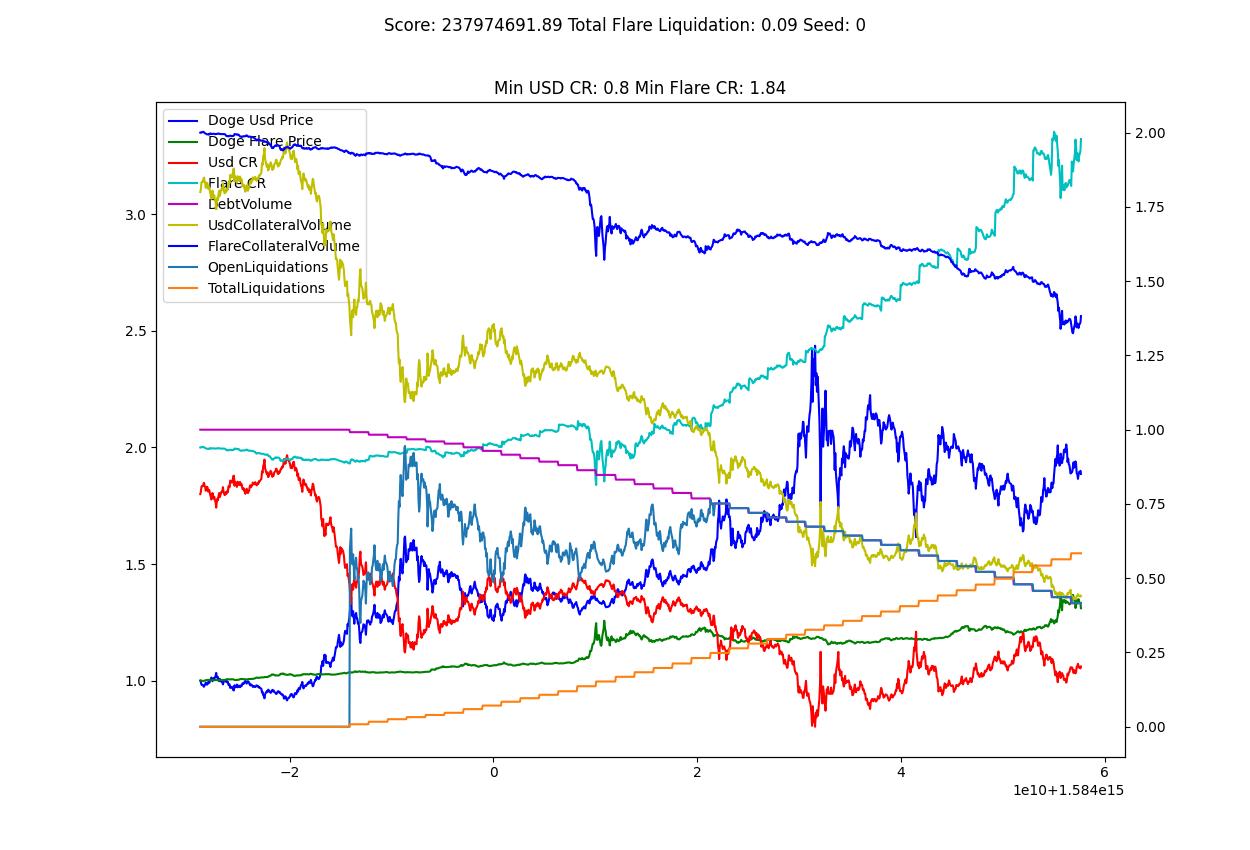 Score: 237974691.89 Total Flare Liquidation: 0.09 Seed: 0
Min USD CR: 0.8 Min Flare CR: 1.84
Doge Usd Price
Doge Flare Price
Usd CR
Flare CR
DebtVolume
UsdCollateralVolume
FlareCollateralVolume
OpenLiquidations
TotalLiquidations
3.0
2.5
2.0
1.5
1.0
2.00
1.75
1.50
1.25
1.00
0.75
0.50
0.25
0.00
−2
0
2
4
6
1e10+1.584e15